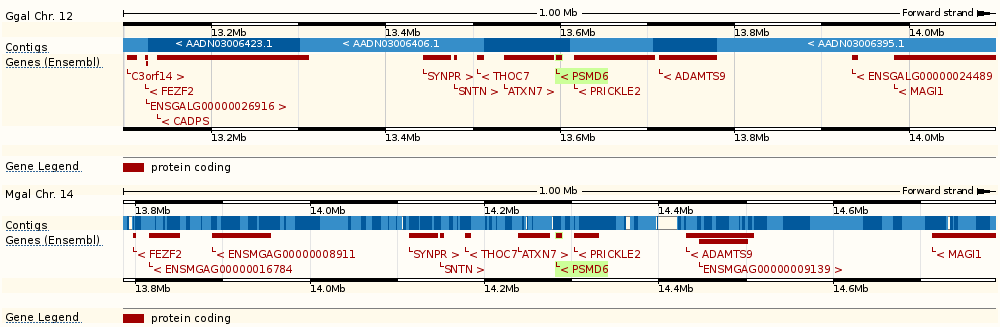 Ggal Chr. 12
1.00 Mb
Forward strand
13.2Mb 13.4Mb 13.6Mb 13.8Mb 14.0Mb
Contigs
< AADN03006423.1 < AADN03006406.1 < AADN03006395.1
Genes (Ensembl)
C3orf14 > SYNPR > < THOC7 < PSMD6 < ADAMTS9 < ENSGALG00000024489
< FEZF2 SNTN > ATXN7 > < PRICKLE2 < MAGI1
ENSGALG00000026916 >
< CADPS
13.2Mb 13.4Mb 13.6Mb 13.8Mb 14.0Mb
Gene Legend
protein coding
Mgal Chr. 14
1.00 Mb
Forward strand
13.8Mb 14.0Mb 14.2Mb 14.4Mb 14.6Mb
Contigs
Genes (Ensembl)
< FEZF2 < ENSMGAG00000008911 SYNPR > < THOC7 ATXN7 > < PRICKLE2 < ADAMTS9 < MAGI1
< ENSMGAG00000016784 SNTN > < PSMD6 ENSMGAG00000009139 >
13.8Mb 14.0Mb 14.2Mb 14.4Mb 14.6Mb
Gene Legend
protein coding